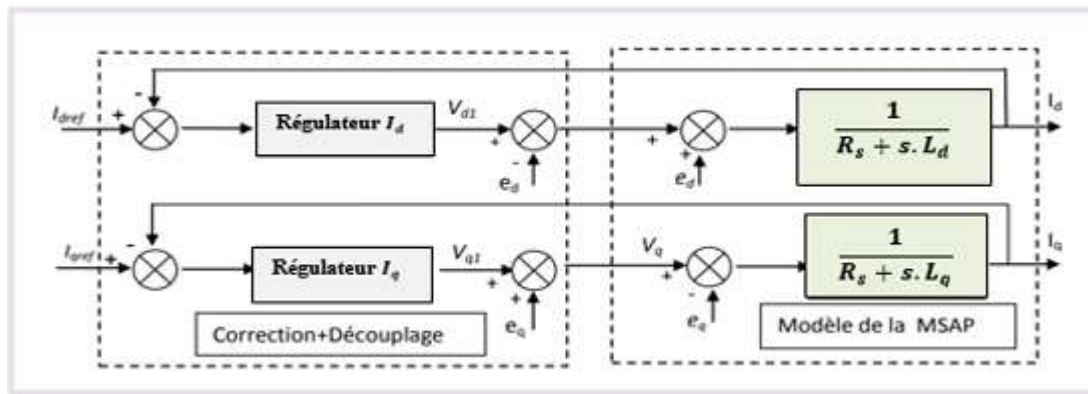 I_dref
+
-
Régulateur I_d
V_d1
+
-
e_d
+
+
e_d
1
R_s + s.L_d
I_d
I_qref
+
-
Régulateur I_q
V_q1
+
+
e_q
V_q
+
-
e_q
1
R_s + s.L_q
I_q
Correction+Découplage
Modèle de la MSAP